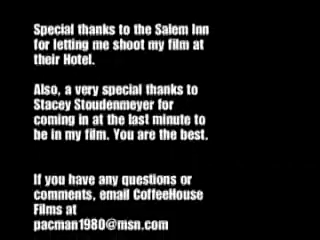 Special thanks to the Salem Inn
for letting me shoot my film at
their Hotel.
Also, a very special thanks to
Stacey Stoudenmeyer for
coming in at the last minute to
be in my film. You are the best.
If you have any questions or
comments, email CoffeeHouse
Films at
pacman1980@msn.com